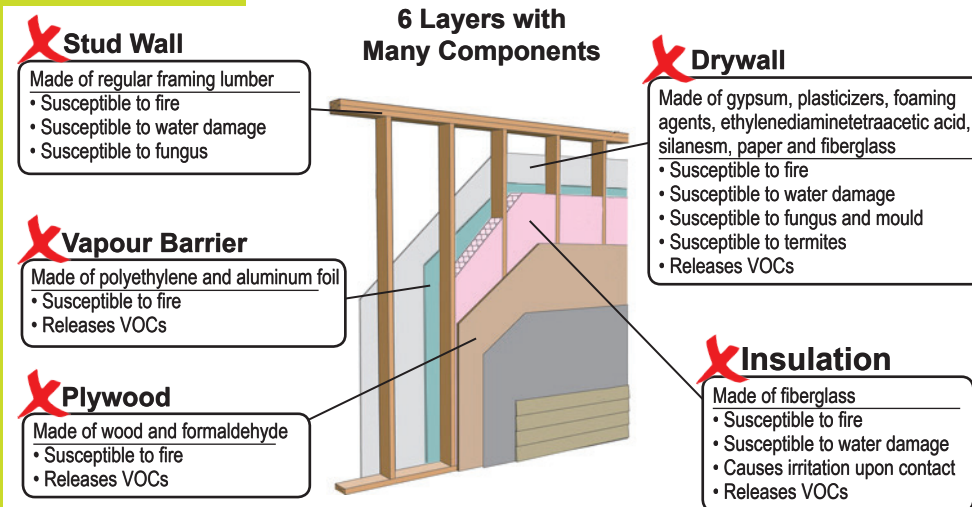 6 Layers with
Many Components
Stud Wall
Made of regular framing lumber
• Susceptible to fire
• Susceptible to water damage
• Susceptible to fungus
Vapour Barrier
Made of polyethylene and aluminum foil
• Susceptible to fire
• Releases VOCs
Plywood
Made of wood and formaldehyde
• Susceptible to fire
• Releases VOCs
Drywall
Made of gypsum, plasticizers, foaming
agents, ethylenediaminetetraacetic acid,
silanesm, paper and fiberglass
• Susceptible to fire
• Susceptible to water damage
• Susceptible to fungus and mould
• Susceptible to termites
• Releases VOCs
Insulation
Made of fiberglass
• Susceptible to fire
• Susceptible to water damage
• Causes irritation upon contact
• Releases VOCs